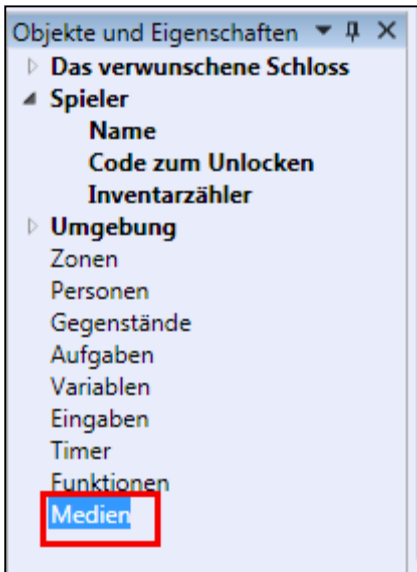 Objekte und Eigenschaften
Das verwunschene Schloss
Spieler
Name
Code zum Unlocken
Inventarzähler
Umgebung
Zonen
Personen
Gegenstände
Aufgaben
Variablen
Eingaben
Timer
Funktionen
Medien